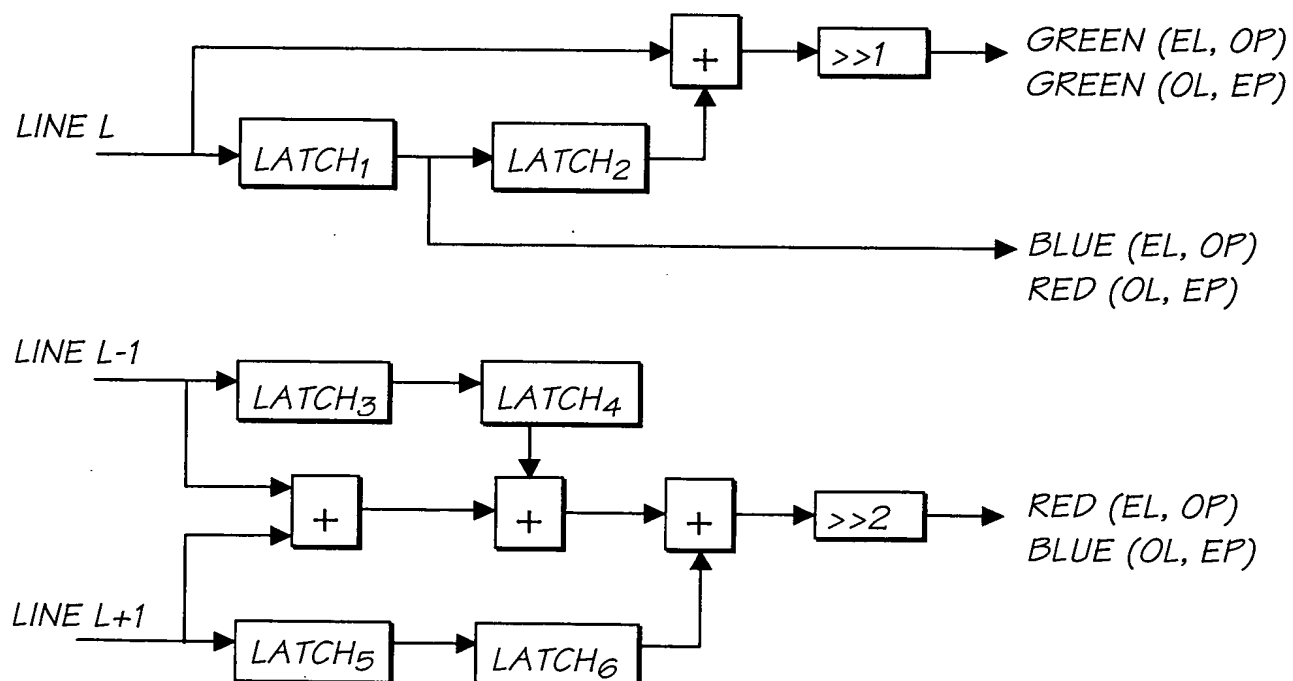 GREEN (EL, OP)
GREEN (OL, EP)
+
>>1
LINE L
LATCH1
LATCH2
BLUE (EL, OP)
RED (OL, EP)
LINE L-1
LATCH3
LATCH4
+
+
+
>>2
RED (EL, OP)
BLUE (OL, EP)
LINE L+1
LATCH5
LATCH6